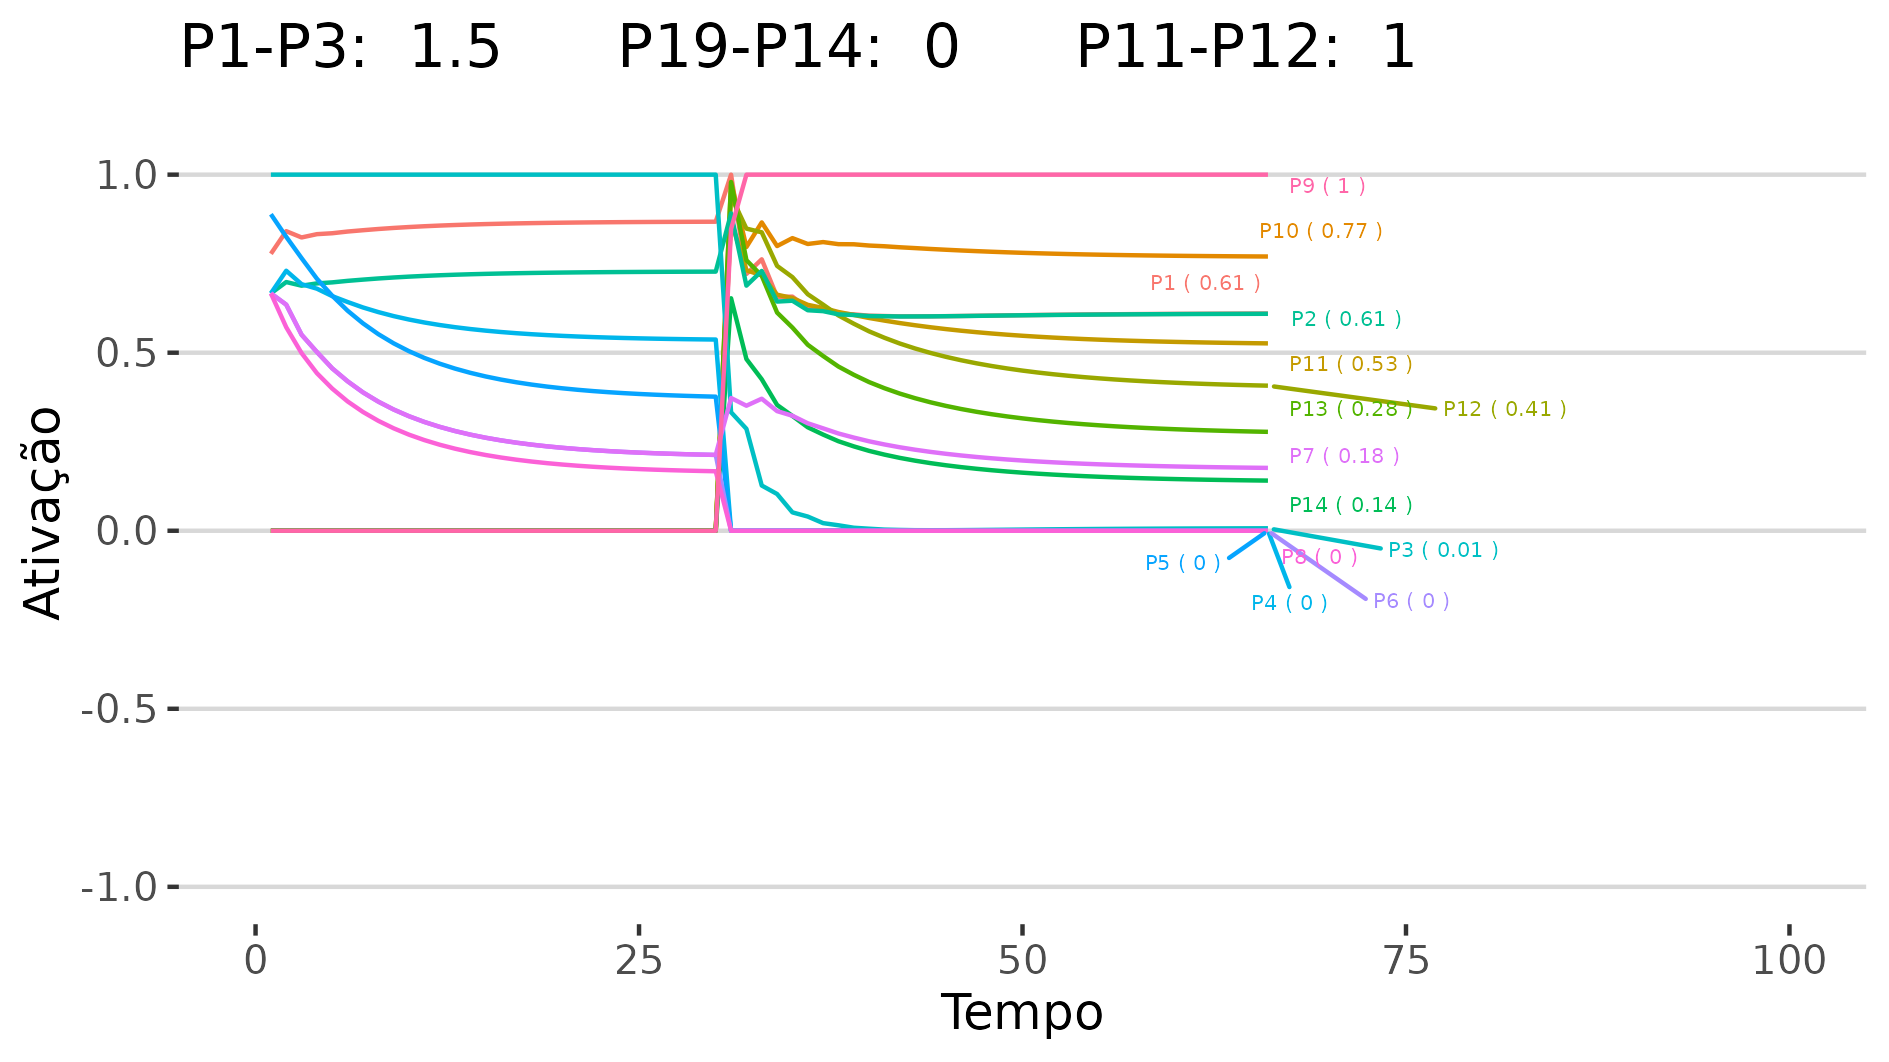 P1-P3:  1.5    P19-P14:  0    P11-P12:  1
1.0
0.5
0.0
-0.5
-1.0
Ativação
P9 ( 1 )
P10 ( 0.77 )
P1 ( 0.61 )
P2 ( 0.61 )
P11 ( 0.53 )
P13 ( 0.28 )
P12 ( 0.41 )
P7 ( 0.18 )
P14 ( 0.14 )
P3 ( 0.01 )
P8 ( 0 )
P5 ( 0 )
P4 ( 0 )
P6 ( 0 )
0 25 50 75 100
Tempo